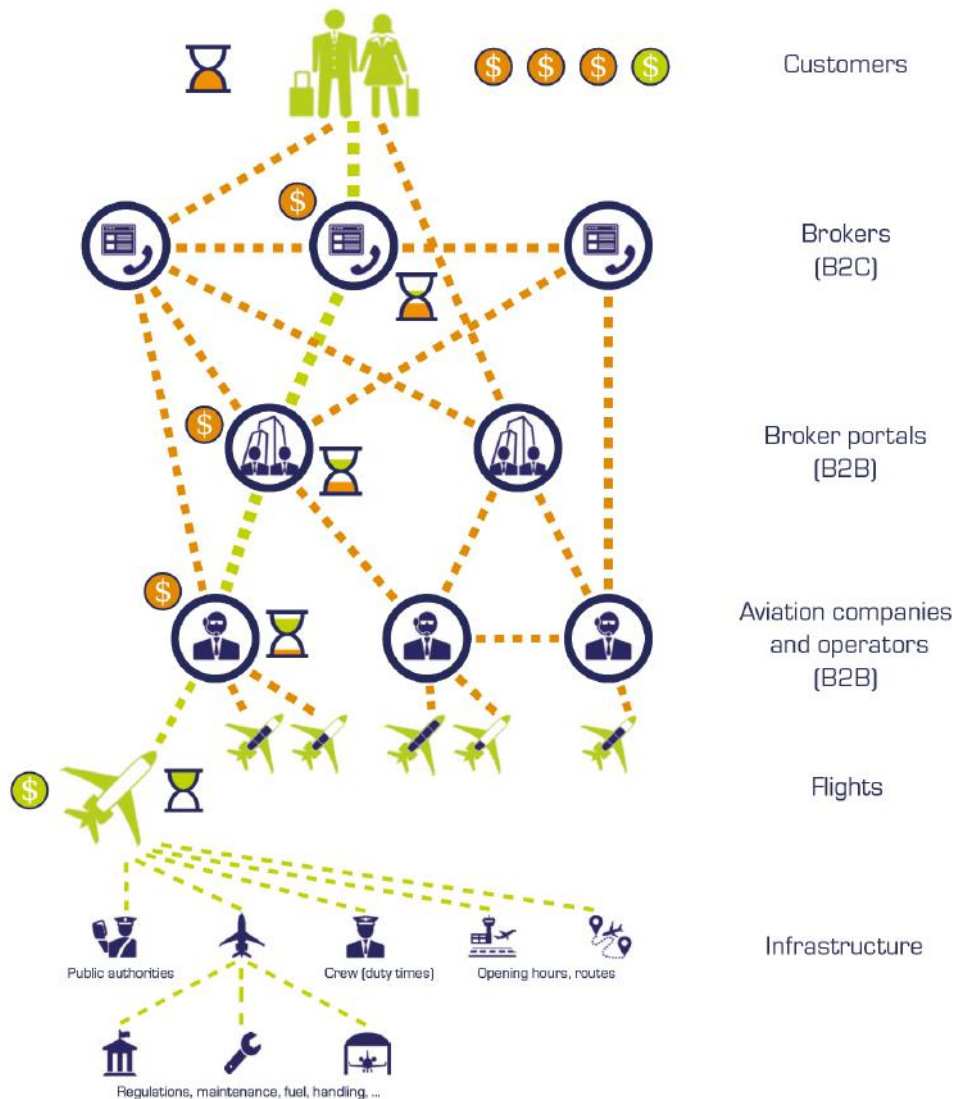 $ $ $ $
Customers
$
Brokers
(B2C)
$
Broker portals
(B2B)
$
Aviation companies
and operators
(B2B)
$
Flights
Infrastructure
Public authorities
Crew (duty times)
Opening hours, routes
Regulations, maintenance, fuel, handling, ...